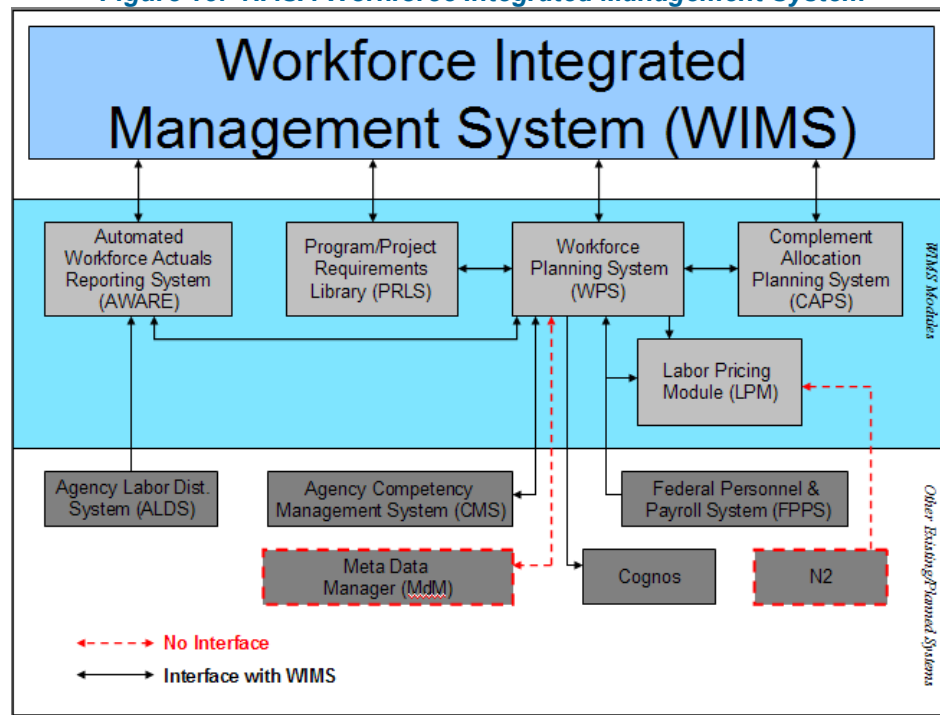 Workforce Integrated
Management System (WIMS)
Automated
Workforce Actuals
Reporting System
(AWARE)
Program/Project
Requirements
Library (PRLS)
Workforce
Planning System
(WPS)
Complement
Allocation
Planning System
(CAPS)
WIMS Modules
Labor Pricing
Module (LPM)
Agency Labor Dist.
System (ALDS)
Agency Competency
Management System (CMS)
Federal Personnel &
Payroll System (FPPS)
Other Existing/Planned Systems
Meta Data
Manager (MdM)
Cognos
N2
No Interface
Interface with WIMS